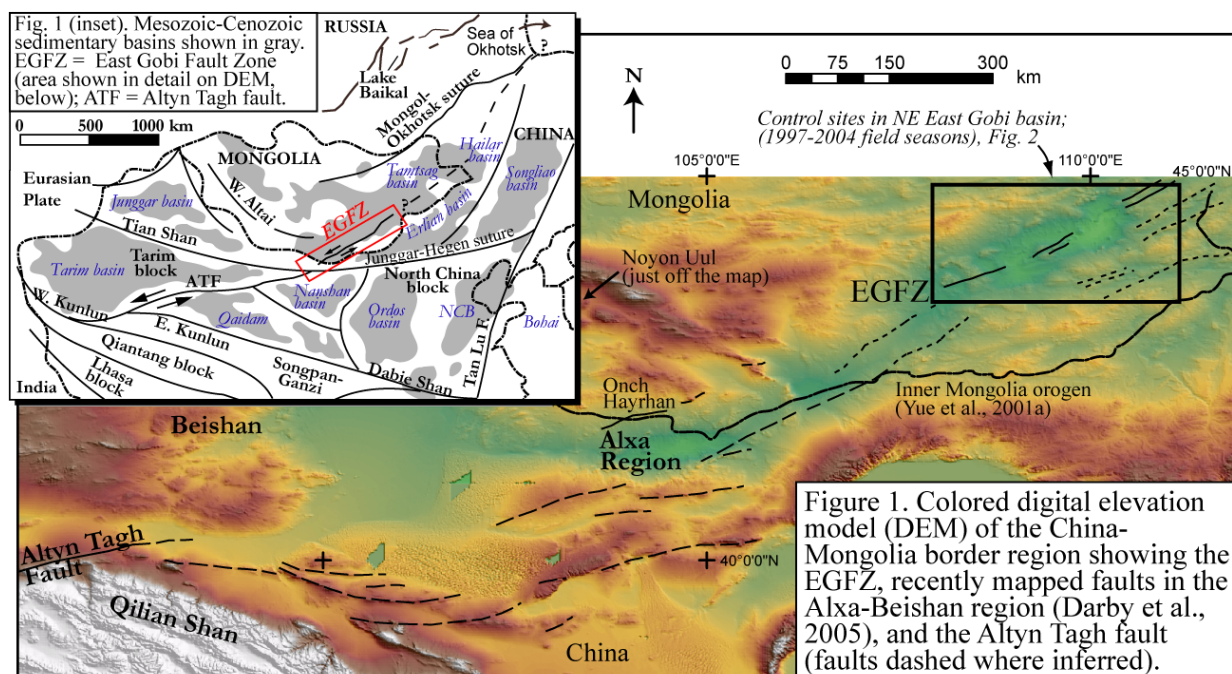 Fig. 1 (inset). Mesozoic-Cenozoic
sedimentary basins shown in gray.
EGFZ = East Gobi Fault Zone
(area shown in detail on DEM,
below); ATF = Altyn Tagh fault.
0 500 1000 km
RUSSIA
Sea of
Okhotsk
?
Lake
Baikal
Mongol-
Okhotsk suture
CHINA
MONGOLIA
Hailar
basin
Tamtsag
basin
Songliao
basin
Eurasian
Plate
Junggar basin
W. Altai
?
EGFZ
Erlian basin
Tian Shan
Junggar-Hegen suture
Tarim basin
Tarim
block
ATF
North China
block
Nanshan
basin
W. Kunlun
Qaidam
Ordos
basin
NCB
Bohai
E. Kunlun
Qiantang block
Songpan-
Ganzi
Dabie Shan
Tan Lu F.
Lhasa
block
India
N
0 75 150 300
km
Control sites in NE East Gobi basin;
(1997-2004 field seasons), Fig. 2
105°0'0"E
110°0'0"E
45°0'0"N
Mongolia
Noyon Uul
(just off the map)
EGFZ
Onch
Hayrhan
Inner Mongolia orogen
(Yue et al., 2001a)
Beishan
Alxa
Region
Altyn Tagh
Fault
40°0'0"N
Qilian Shan
China
Figure 1. Colored digital elevation
model (DEM) of the China-
Mongolia border region showing the
EGFZ, recently mapped faults in the
Alxa-Beishan region (Darby et al.,
2005), and the Altyn Tagh fault
(faults dashed where inferred).